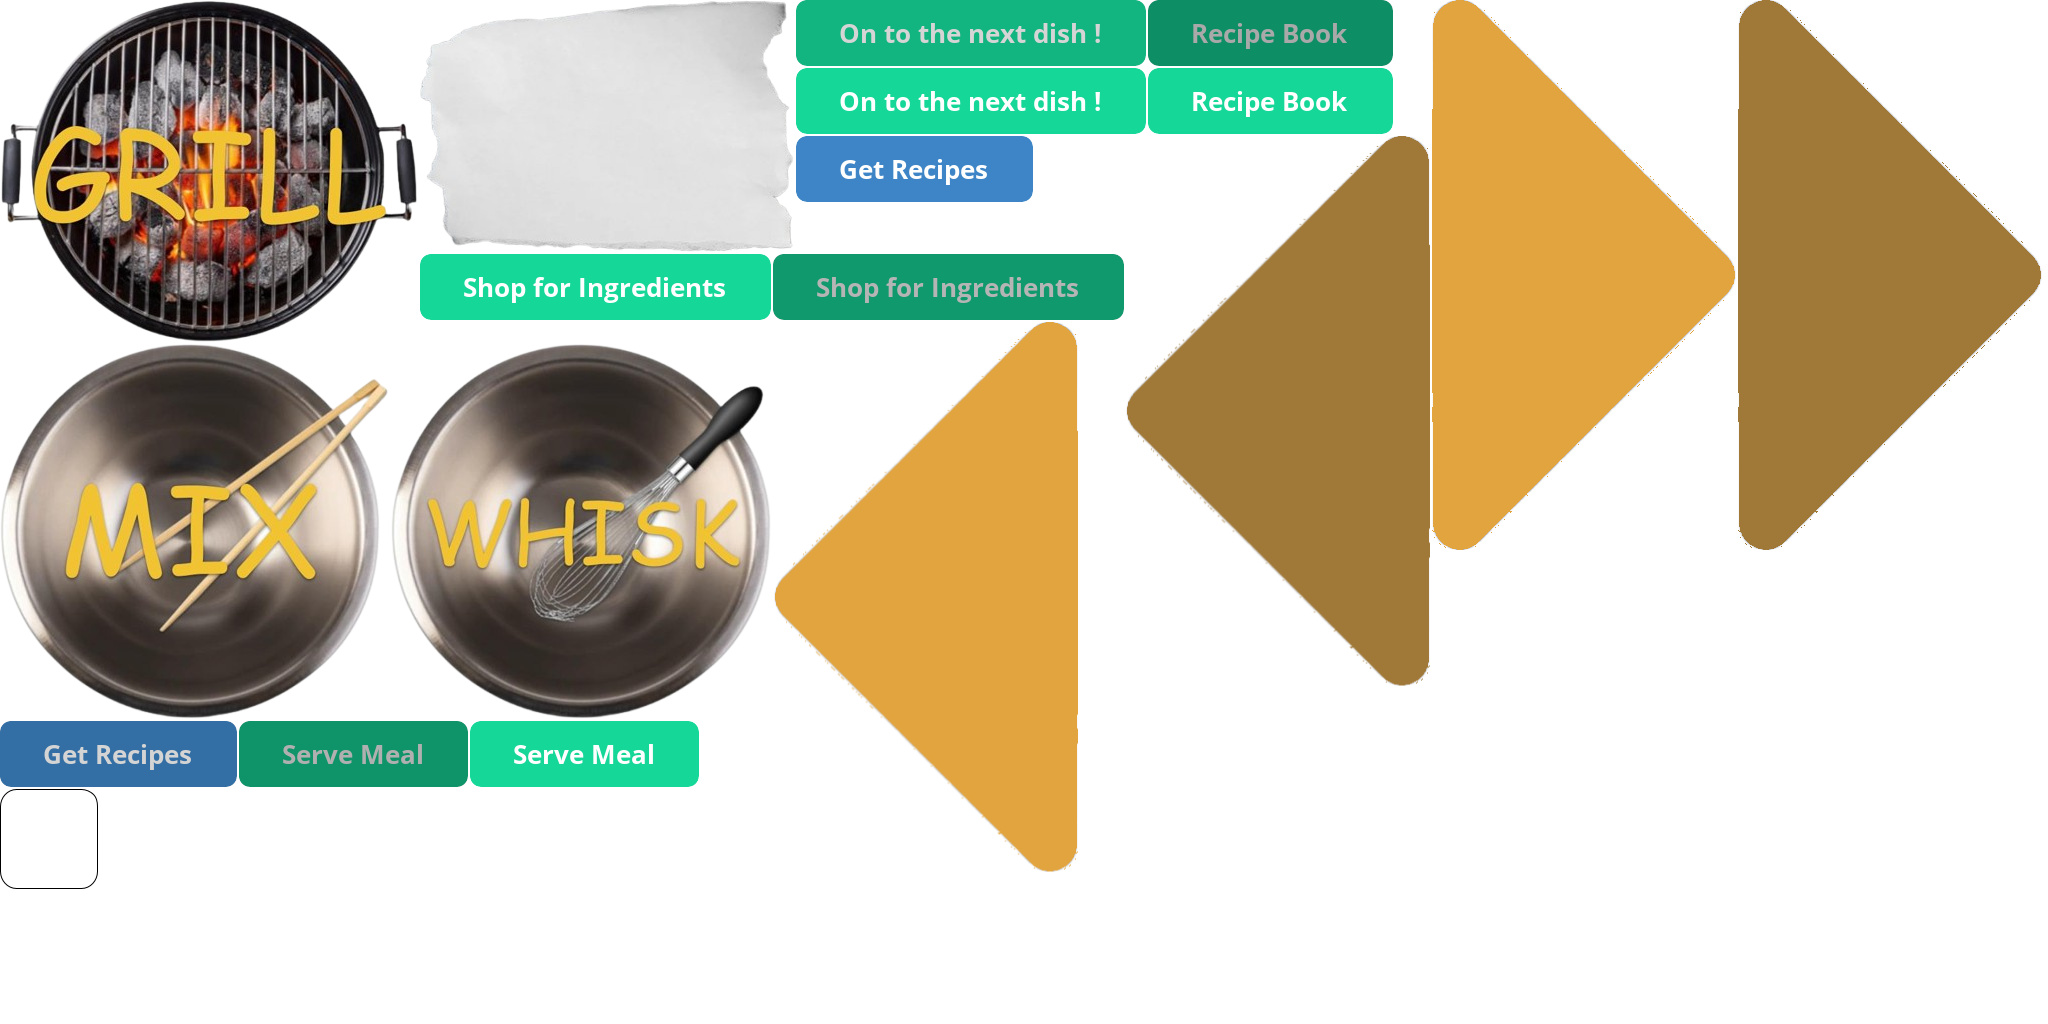 GRILL
On to the next dish !
Recipe Book
On to the next dish !
Recipe Book
Get Recipes
Shop for Ingredients
Shop for Ingredients
MIX
WHISK
Get Recipes
Serve Meal
Serve Meal